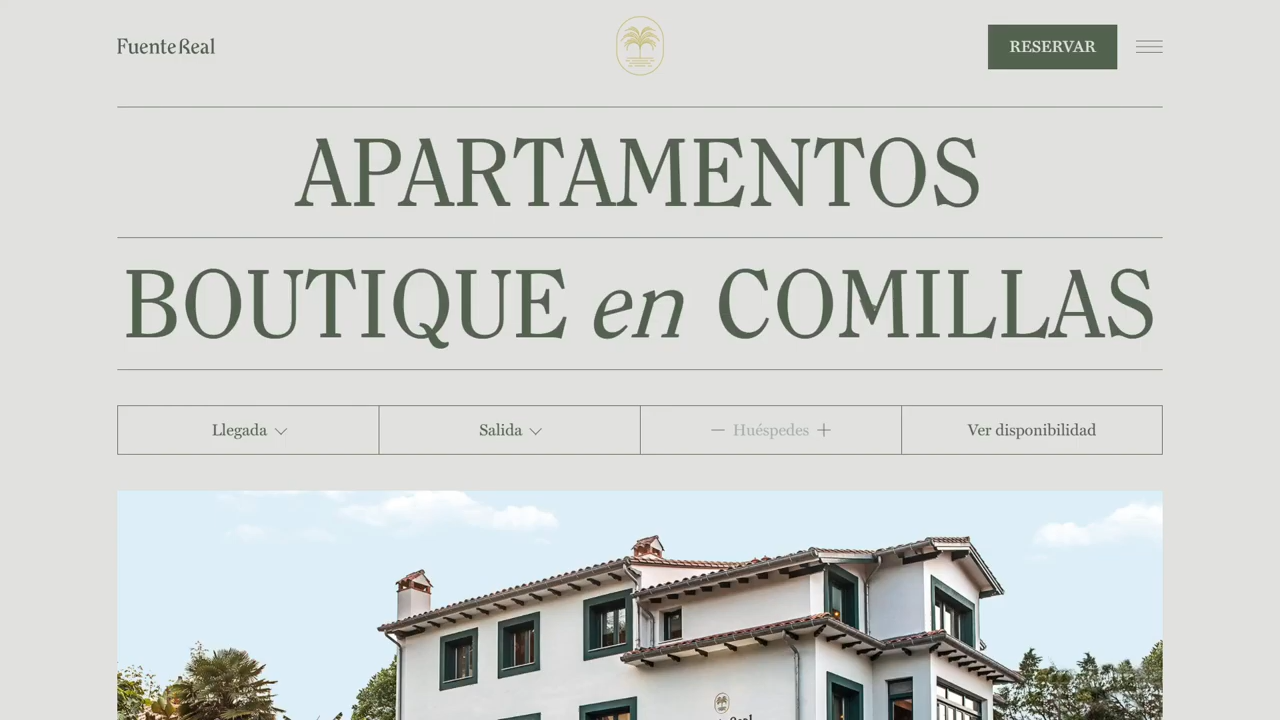 FuenteReal
RESERVAR
APARTAMENTOS
BOUTIQUE en COMILLAS
Llegada
Salida
Huéspedes
Ver disponibilidad